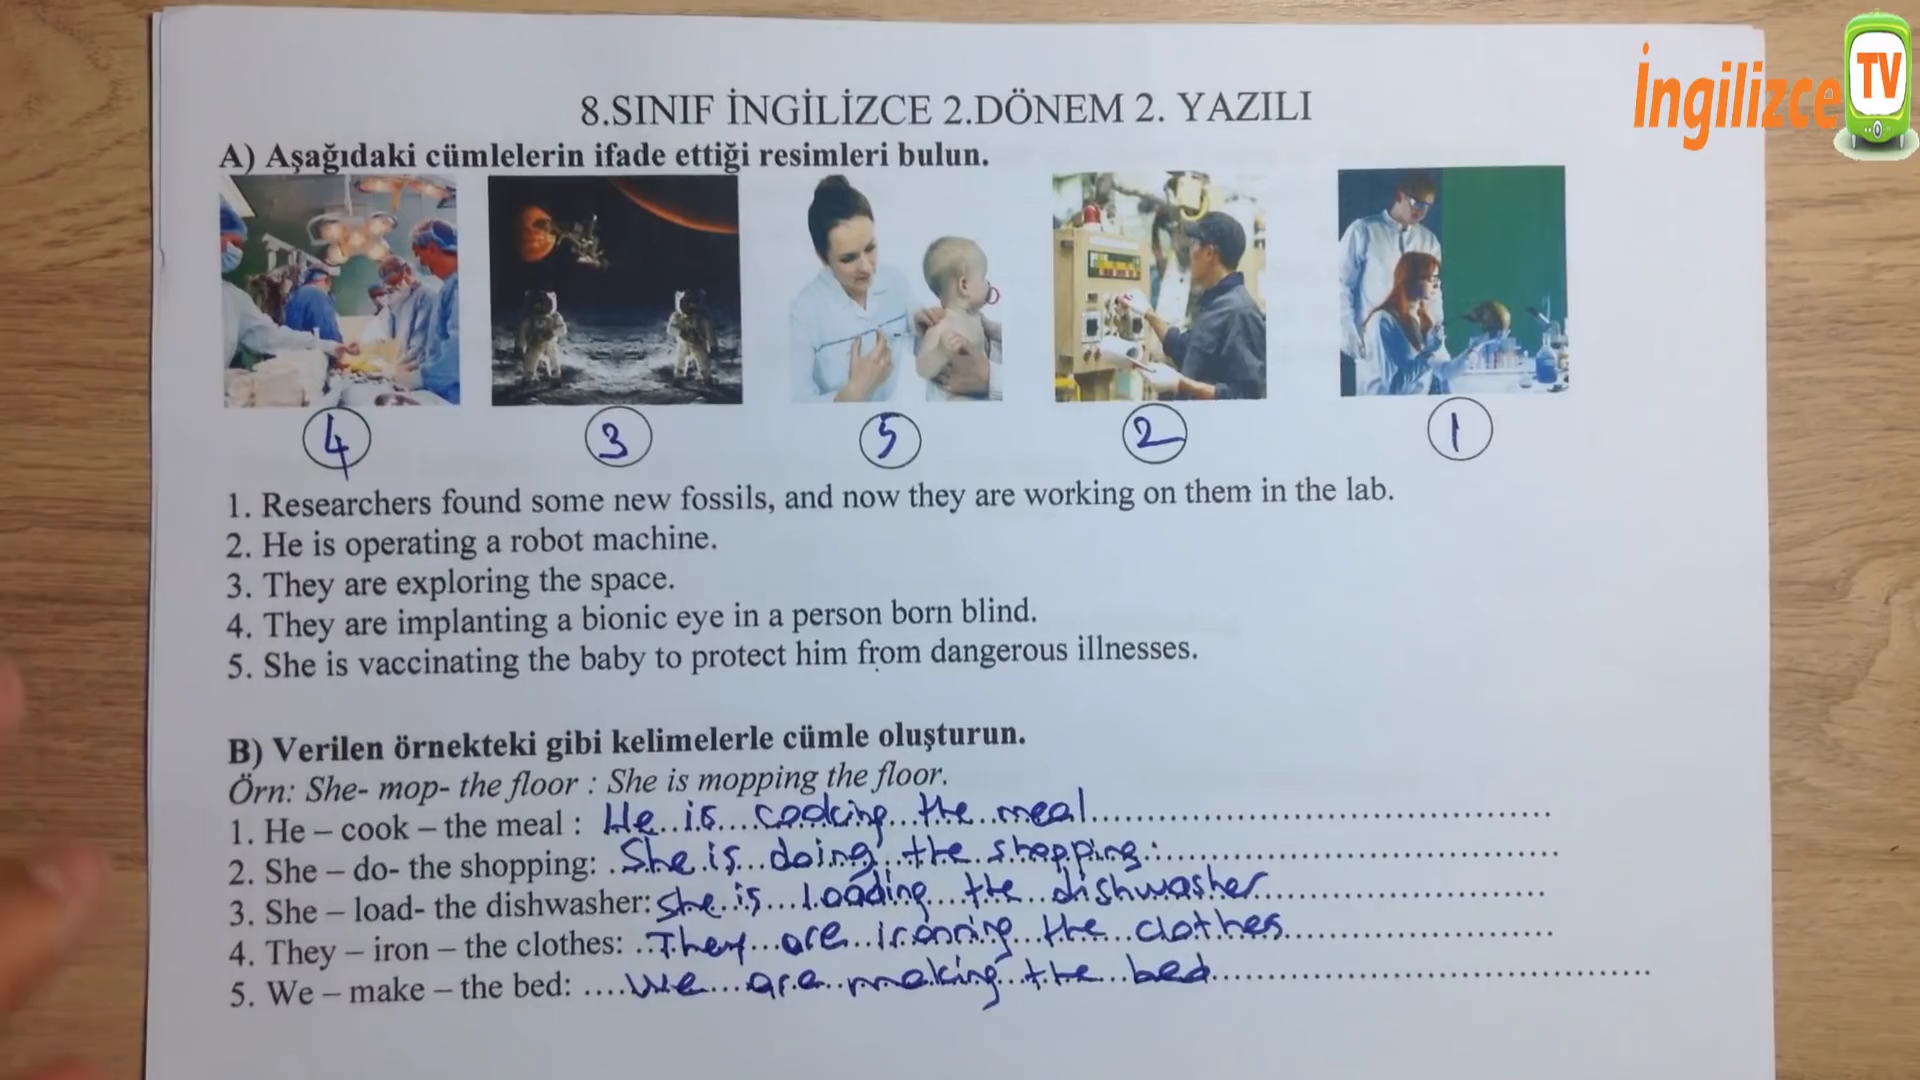 İngilizce TV
8.SINIF İNGİLİZCE 2.DÖNEM 2. YAZILI
A) Aşağıdaki cümlelerin ifade ettiği resimleri bulun.
4 3 5 2 1
1. Researchers found some new fossils, and now they are working on them in the lab.
2. He is operating a robot machine.
3. They are exploring the space.
4. They are implanting a bionic eye in a person born blind.
5. She is vaccinating the baby to protect him from dangerous illnesses.
B) Verilen örnekteki gibi kelimelerle cümle oluşturun.
Örn: She- mop- the floor : She is mopping the floor.
1. He – cook – the meal : He is cooking the meal
2. She – do- the shopping: She is doing the shopping.
3. She – load- the dishwasher: She is loading the dishwasher
4. They – iron – the clothes: They are ironing the clothes
5. We – make – the bed: We are making the bed